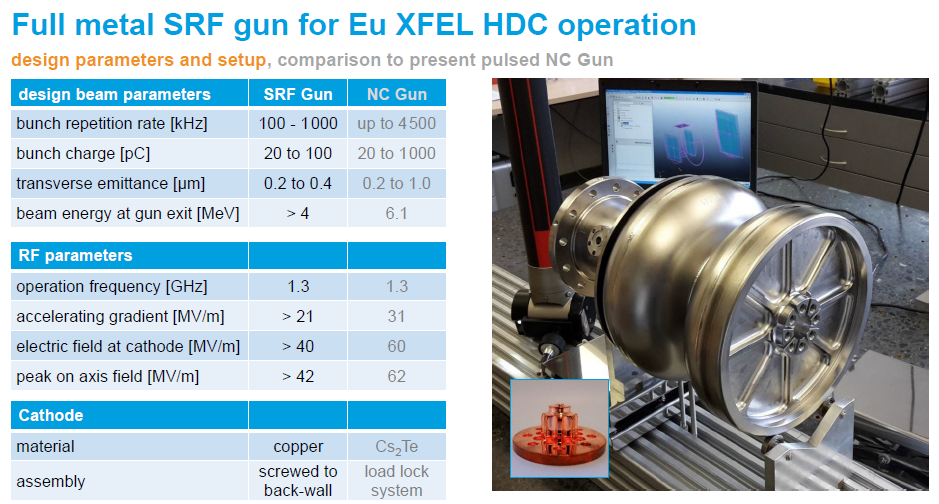 Full metal SRF gun for Eu XFEL HDC operation
design parameters and setup, comparison to present pulsed NC Gun
design beam parameters SRF Gun NC Gun
bunch repetition rate [kHz] 100 - 1000 up to 4500
bunch charge [pC] 20 to 100 20 to 1000
transverse emittance [µm] 0.2 to 0.4 0.2 to 1.0
beam energy at gun exit [MeV] > 4 6.1
RF parameters
operation frequency [GHz] 1.3 1.3
accelerating gradient [MV/m] > 21 31
electric field at cathode [MV/m] > 40 60
peak on axis field [MV/m] > 42 62
Cathode
material copper Cs₂Te
assembly screwed to back-wall load lock system